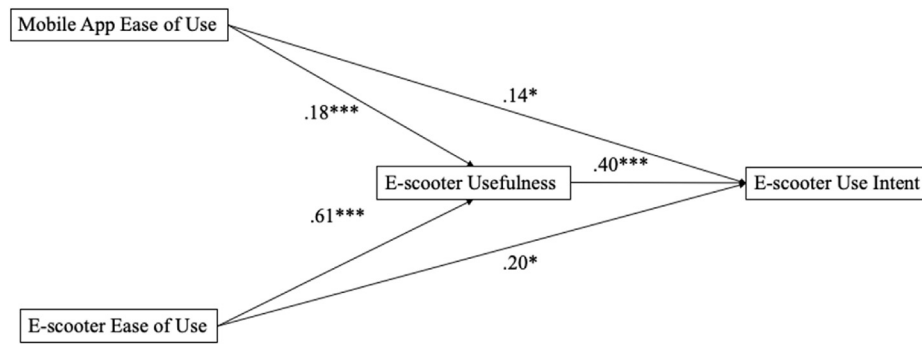 Mobile App Ease of Use
.14*
.18***
.40***
E-scooter Usefulness
E-scooter Use Intent
.61***
.20*
E-scooter Ease of Use